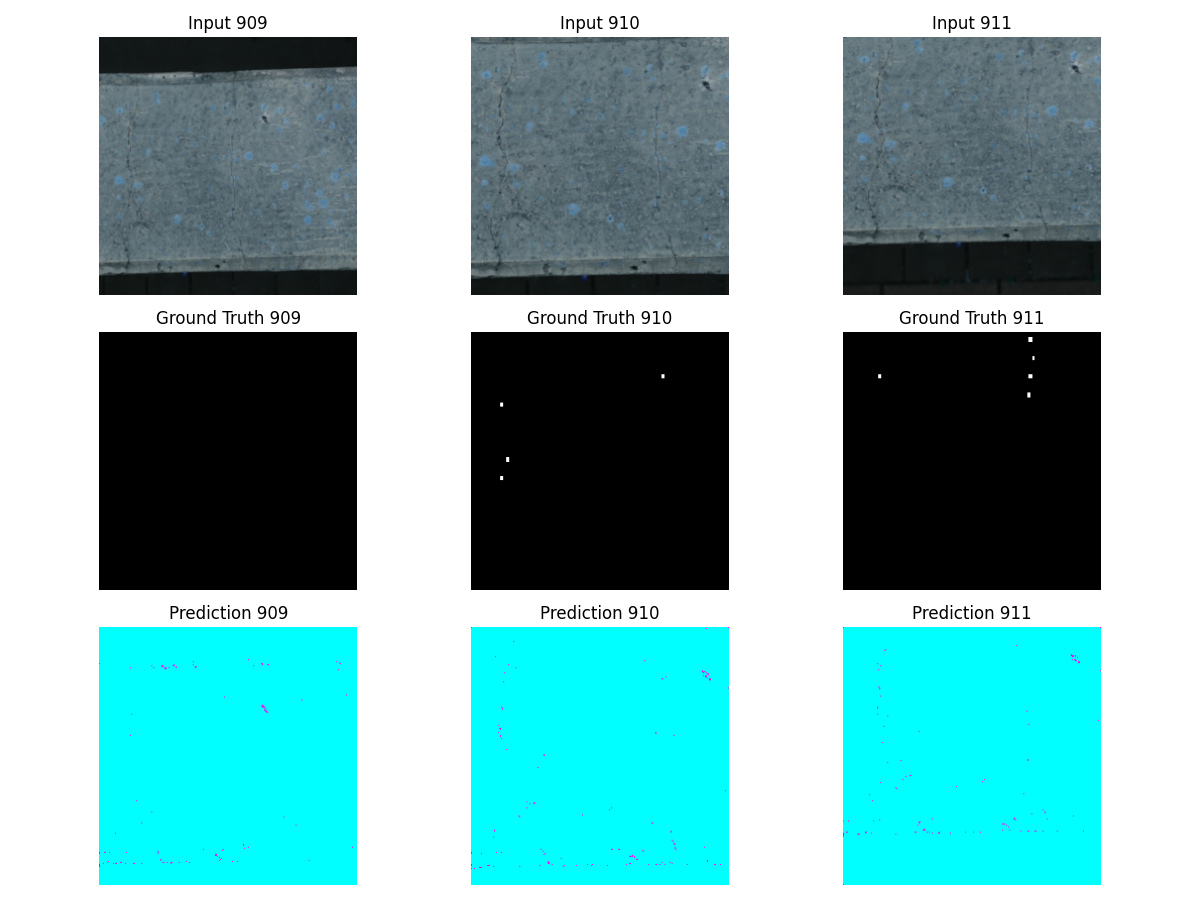 Input 909
Input 910
Input 911
Ground Truth 909
Ground Truth 910
Ground Truth 911
Prediction 909
Prediction 910
Prediction 911